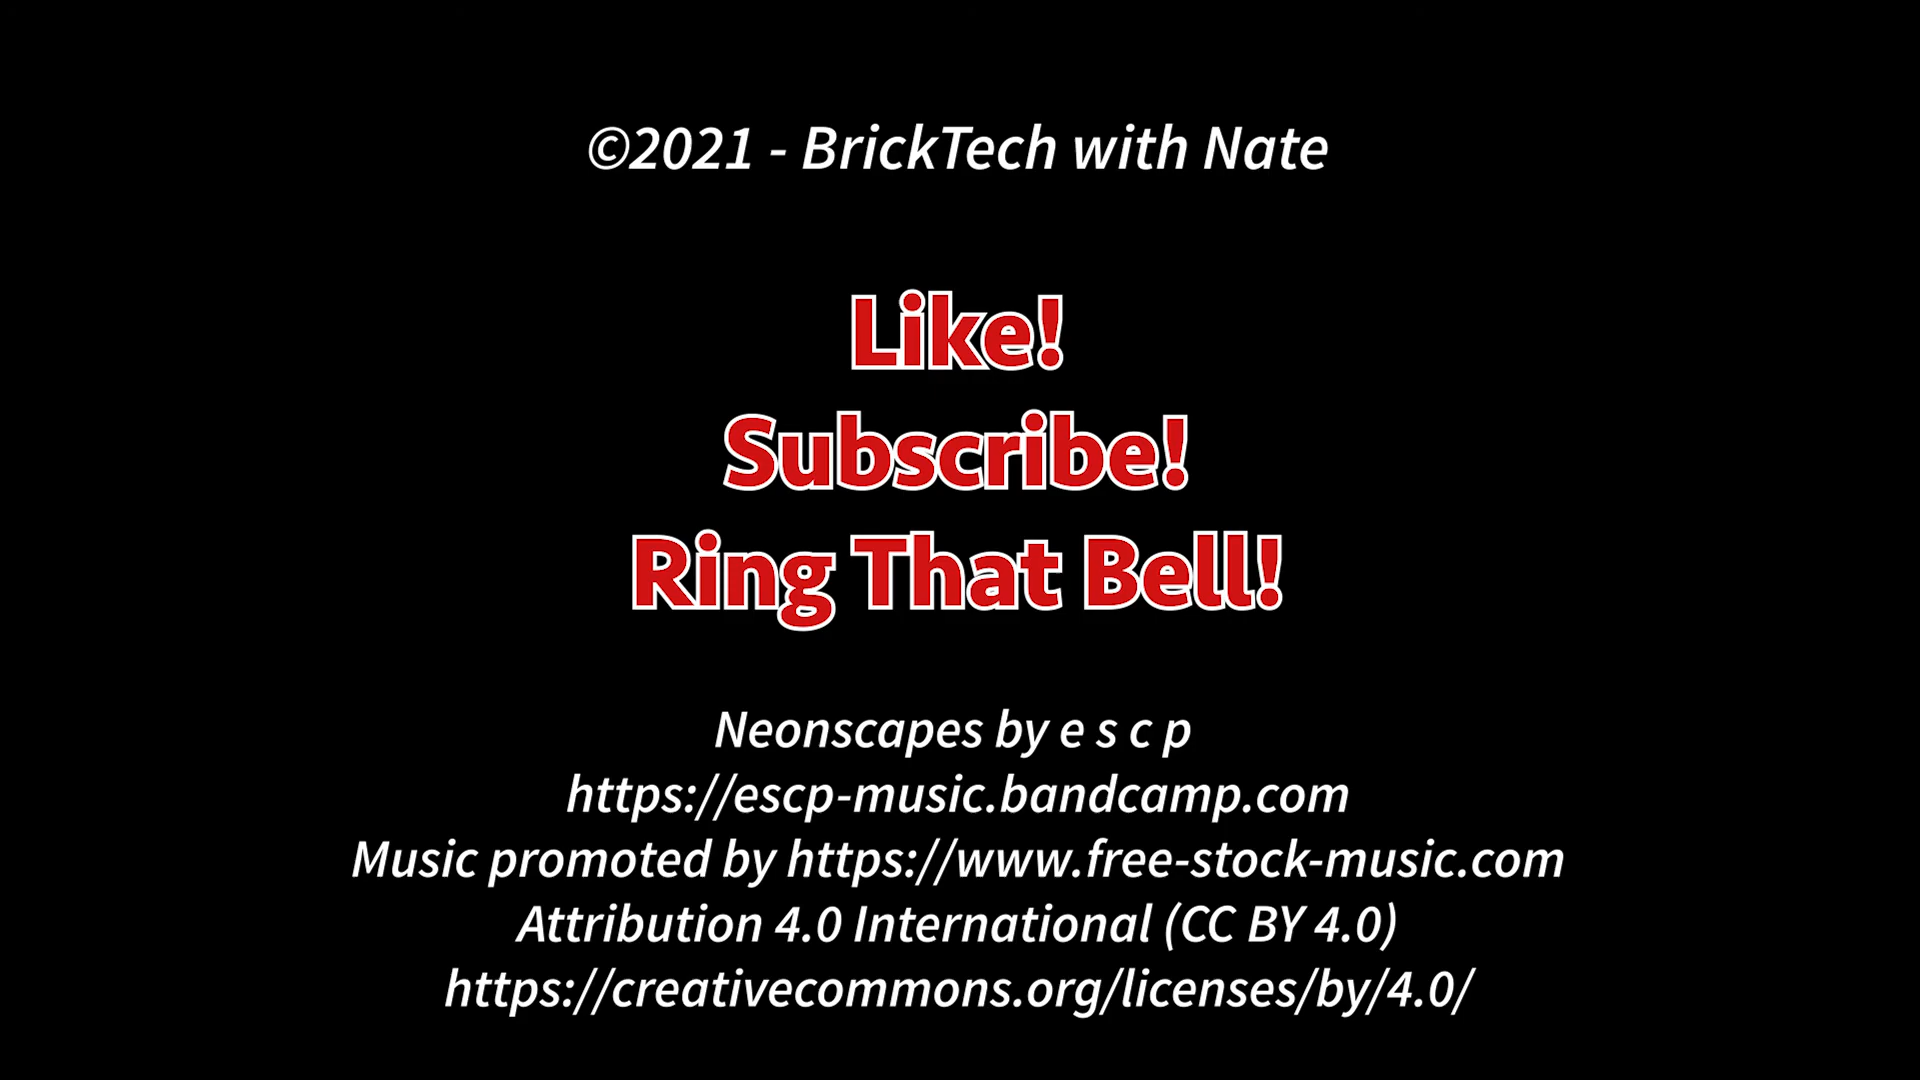 ©2021 - BrickTech with Nate
Like!
Subscribe!
Ring That Bell!
Neonscapes by e s c p
https://escp-music.bandcamp.com
Music promoted by https://www.free-stock-music.com
Attribution 4.0 International (CC BY 4.0)
https://creativecommons.org/licenses/by/4.0/